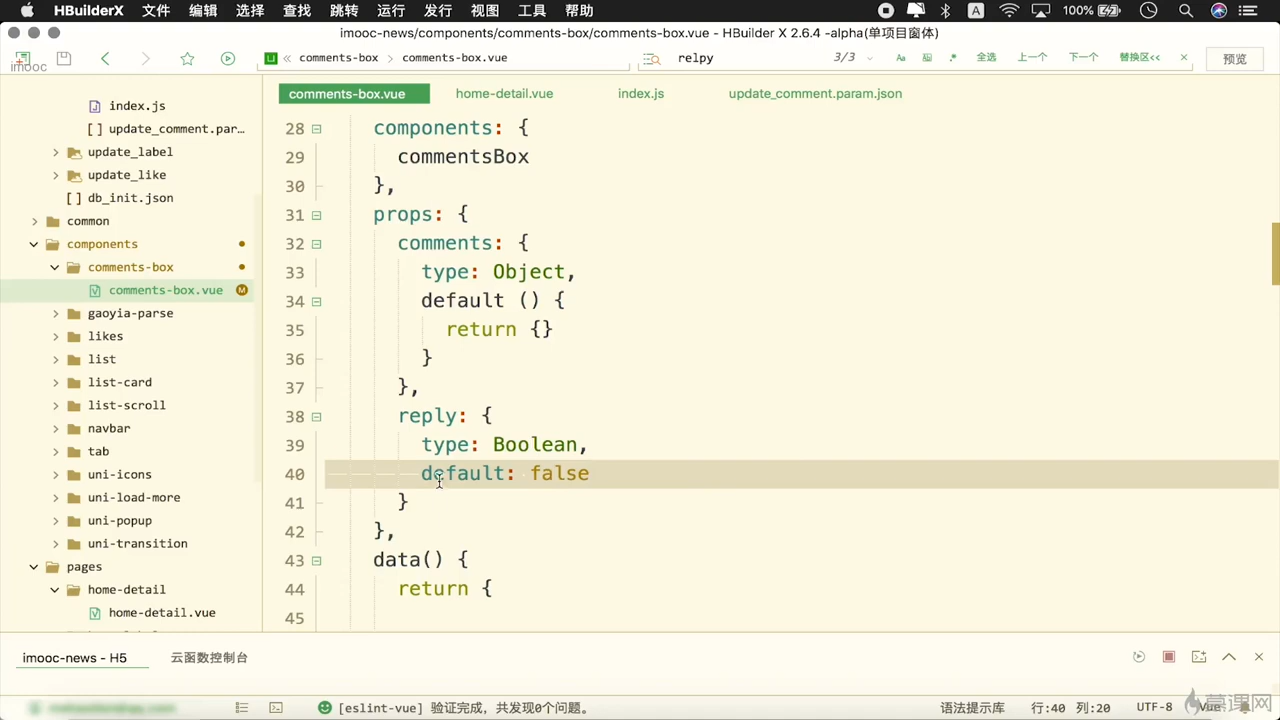 HBuilderX 文件 编辑 选择 查找 跳转 运行 发行 视图 工具 帮助 A 100%
imooc-news/components/comments-box/comments-box.vue - HBuilder X 2.6.4 -alpha(单项目窗体)
imooc
« comments-box › comments-box.vue
relpy 3/3 Aa 全选 上一个 下一个 替换区<< 预览
comments-box.vue home-detail.vue index.js update_comment.param.json
index.js
[ ] update_comment.par...
update_label
update_like
[ ] db_init.json
common
components
comments-box
comments-box.vue M
gaoyia-parse
likes
list
list-card
list-scroll
navbar
tab
uni-icons
uni-load-more
uni-popup
uni-transition
pages
home-detail
home-detail.vue
28 components: {
29 commentsBox
30 },
31 props: {
32 comments: {
33 type: Object,
34 default () {
35 return {}
36 }
37 },
38 reply: {
39 type: Boolean,
40 default: false
41 }
42 },
43 data() {
44 return {
45
imooc-news - H5 云函数控制台
[eslint-vue] 验证完成，共发现0个问题。 语法提示库 行:40 列:20 UTF-8 Vue
慕课网